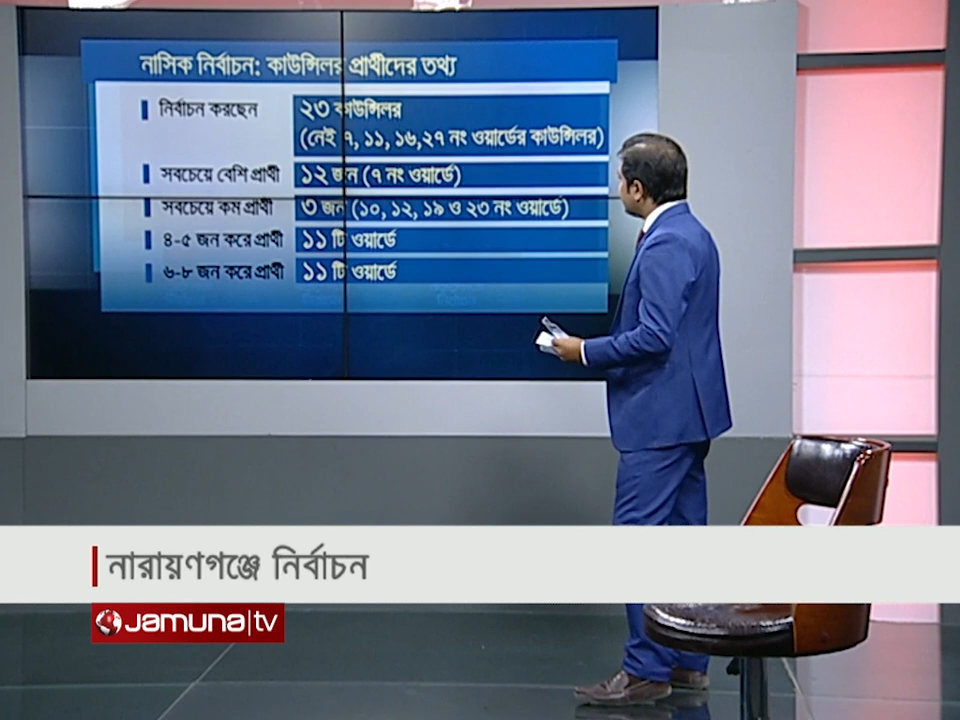 নাসিক নির্বাচন: কাউন্সিলর প্রার্থীদের তথ্য
নির্বাচন করছেন ২৩ কাউন্সিলর
(নেই ৭, ১১, ১৬,২৭ নং ওয়ার্ডের কাউন্সিলর)
সবচেয়ে বেশি প্রার্থী ১২ জন (৭ নং ওয়ার্ডে)
সবচেয়ে কম প্রার্থী ৩ জন (১০, ১২, ১৯ ও ২৩ নং ওয়ার্ডে)
৪-৫ জন করে প্রার্থী ১১ টি ওয়ার্ডে
৬-৮ জন করে প্রার্থী ১১ টি ওয়ার্ডে
নারায়ণগঞ্জে নির্বাচন
JAMUNA|tv